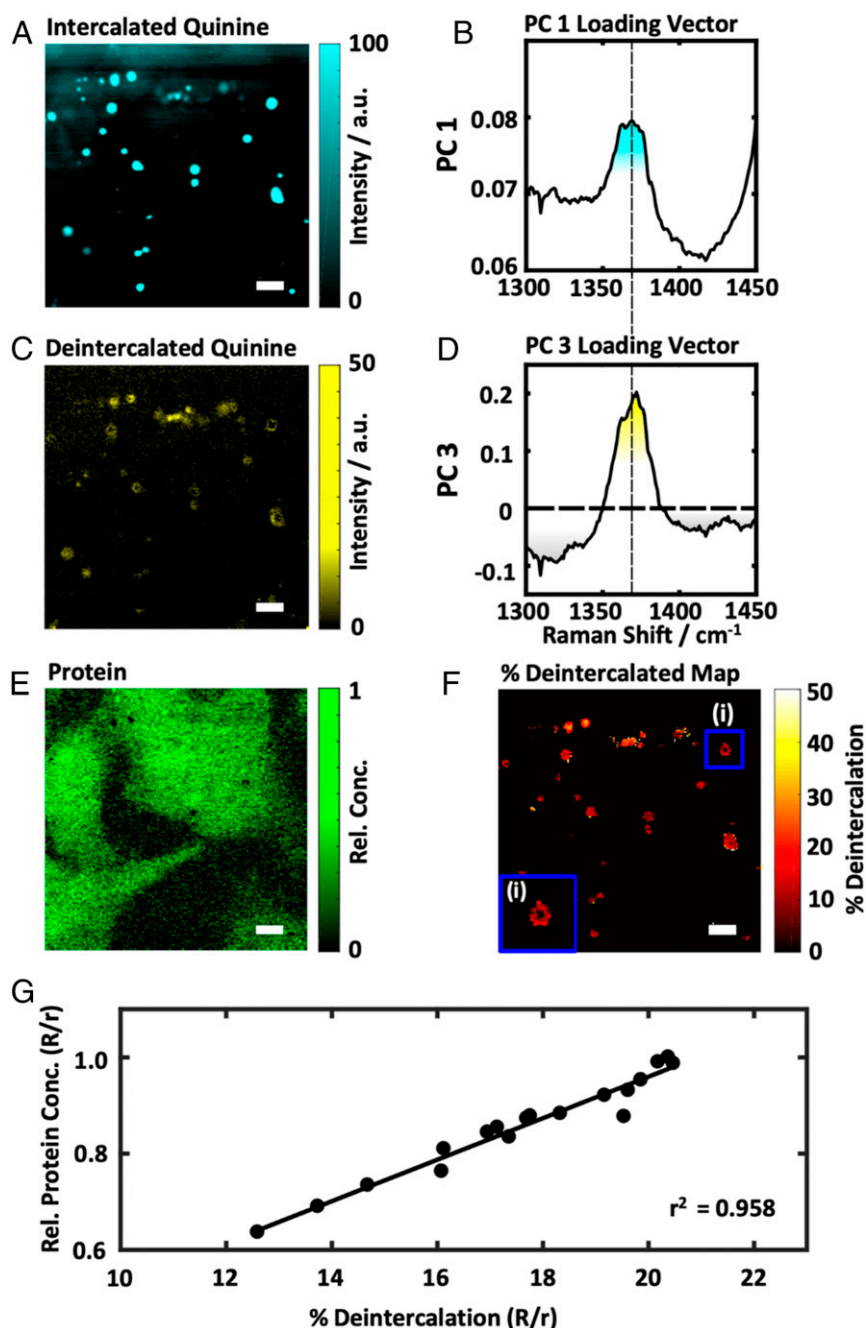 A
Intercalated Quinine
100
Intensity / a.u.
0
B
PC 1 Loading Vector
PC 1
0.08
0.07
0.06
1300 1350 1400 1450
C
Deintercalated Quinine
50
Intensity / a.u.
0
D
PC 3 Loading Vector
PC 3
0.2
0.1
0
-0.1
1300 1350 1400 1450
Raman Shift / cm⁻¹
E
Protein
1
Rel. Conc.
0
F
% Deintercalated Map
(i)
(i)
50
40
30
20
10
0
% Deintercalation
G
Rel. Protein Conc. (R/r)
1.0
0.8
0.6
r² = 0.958
10 12 14 16 18 20 22
% Deintercalation (R/r)